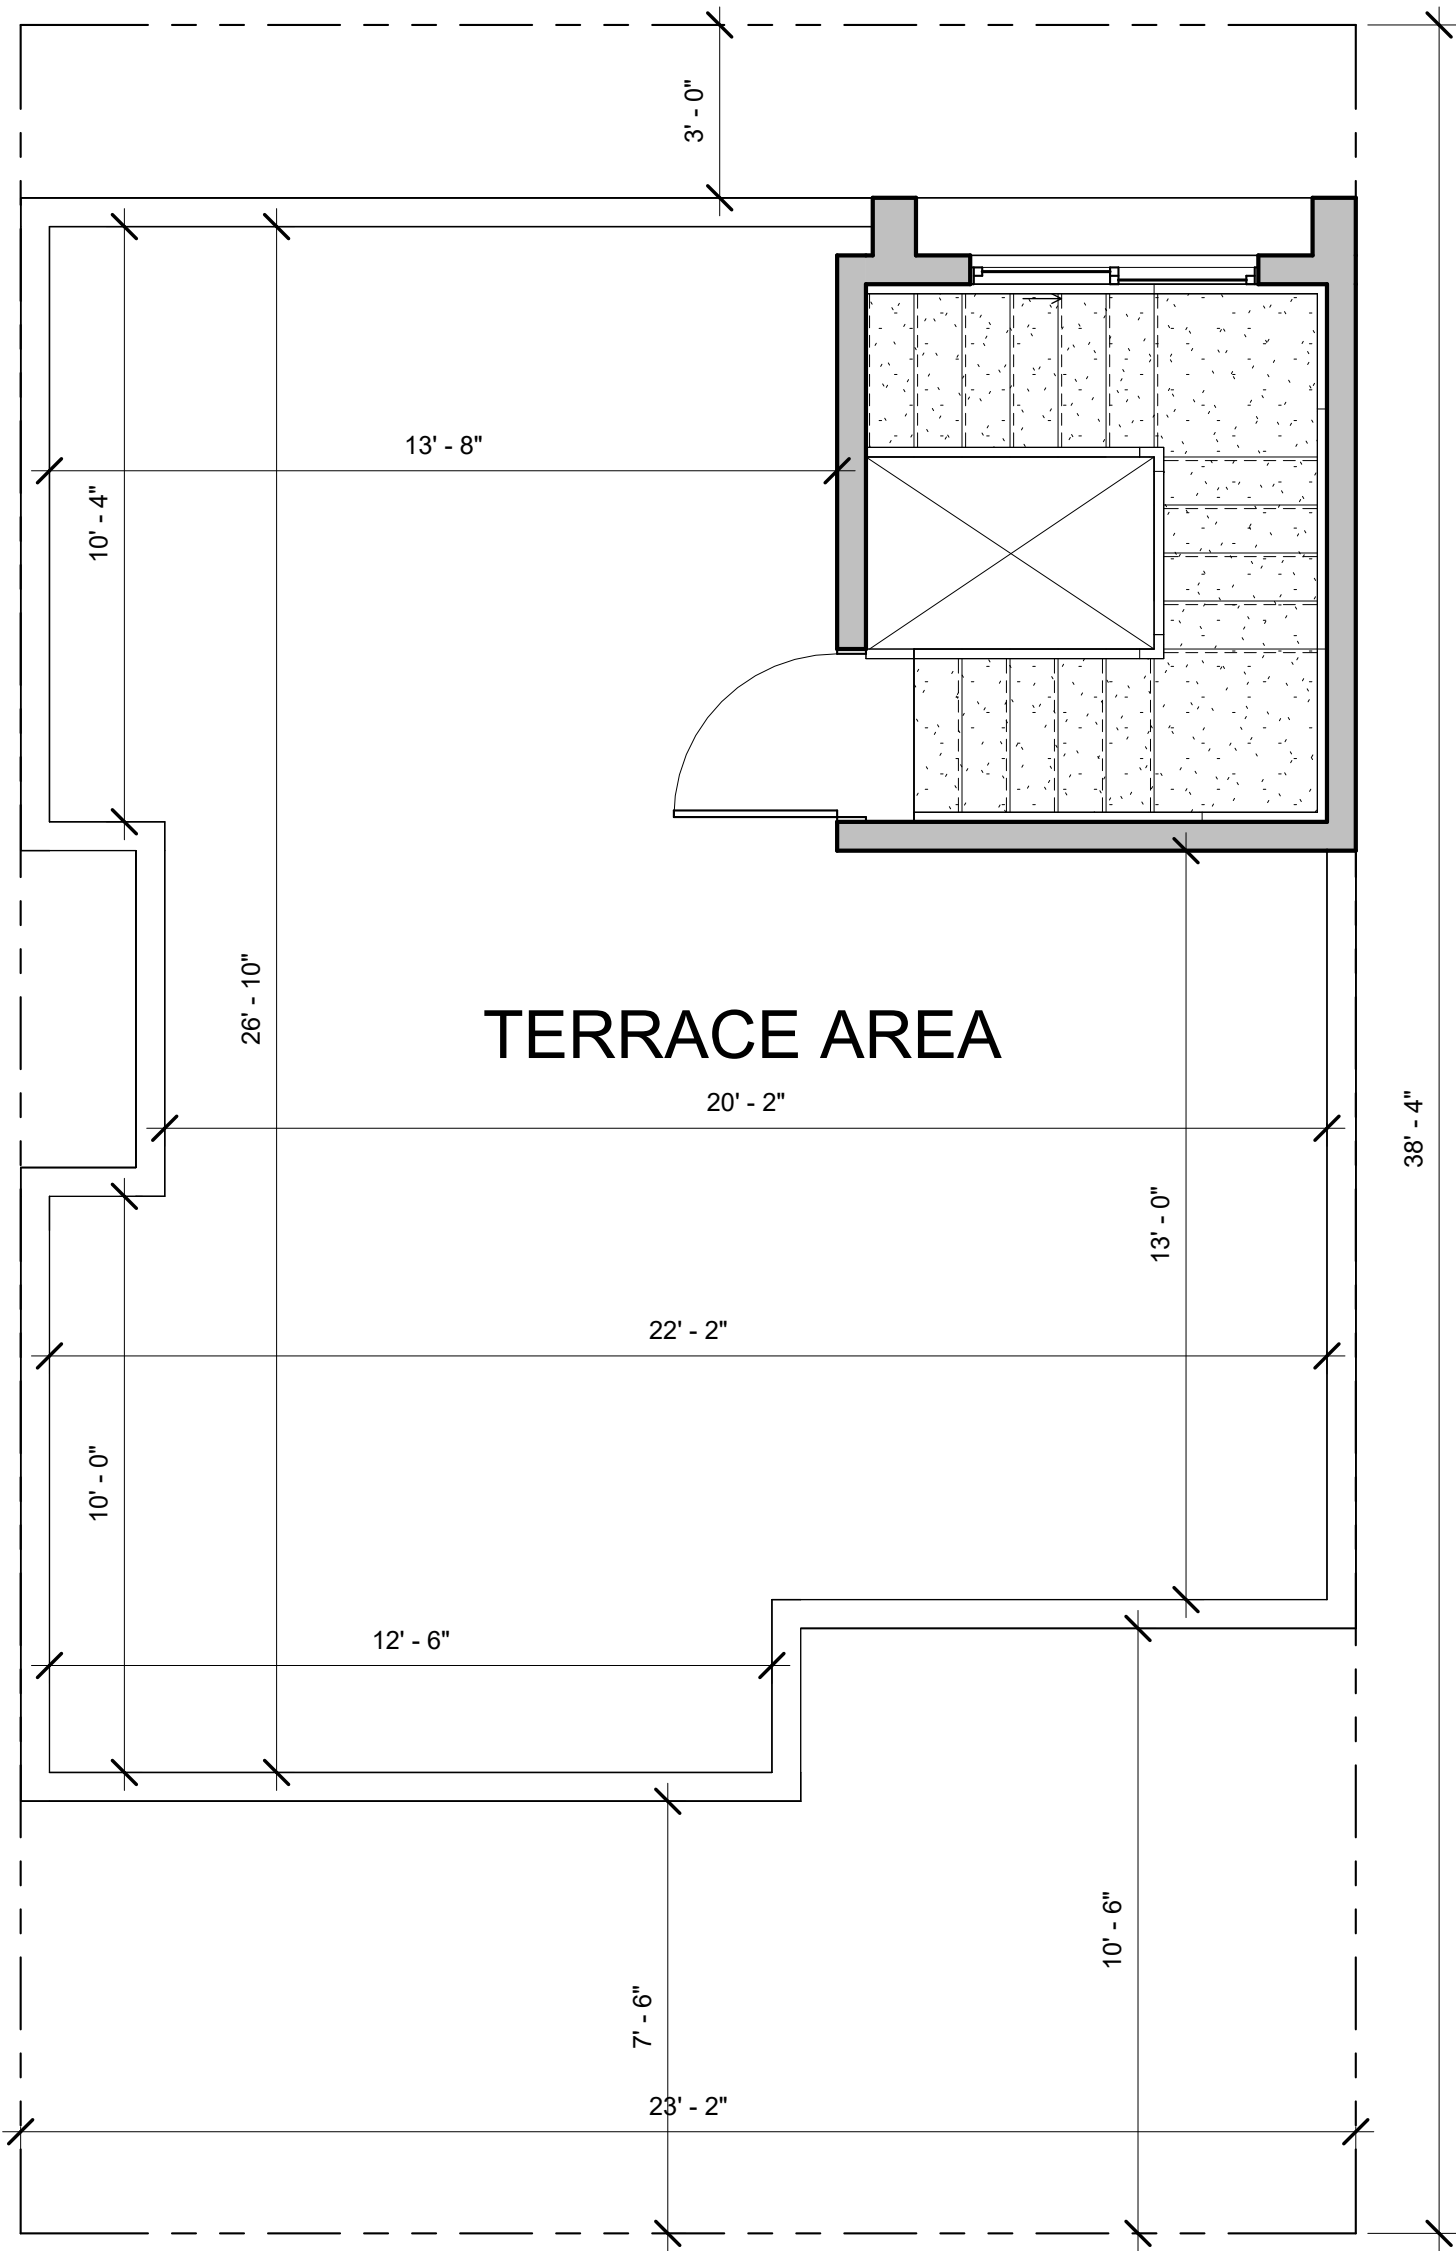 3' - 0"
13' - 8"
10' - 4"
26' - 10"
TERRACE AREA
20' - 2"
38' - 4"
13' - 0"
22' - 2"
10' - 0"
12' - 6"
10' - 6"
7' - 6"
23' - 2"